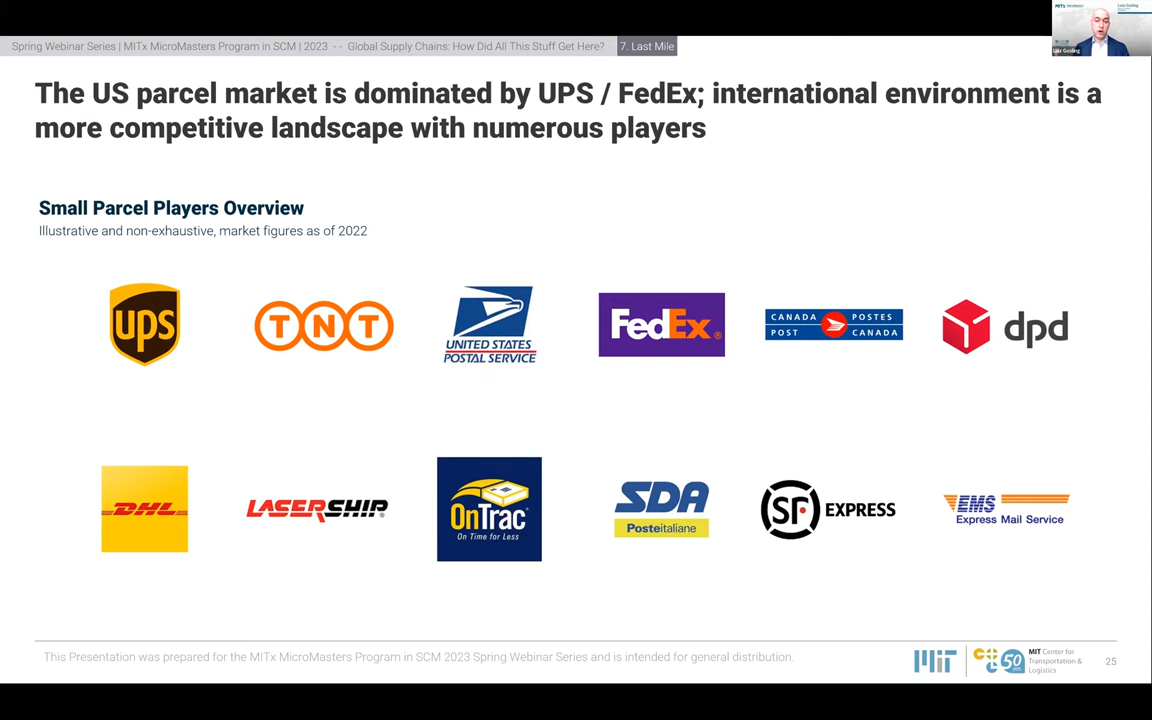 Spring Webinar Series | MITx MicroMasters Program in SCM | 2023 -- Global Supply Chains: How Did All This Stuff Get Here? 7. Last Mile
The US parcel market is dominated by UPS / FedEx; international environment is a
more competitive landscape with numerous players
Small Parcel Players Overview
Illustrative and non-exhaustive, market figures as of 2022
ups
TNT
UNITED STATES
POSTAL SERVICE
FedEx®
CANADA POSTES
POST CANADA
dpd
DHL
LASERSHIP®
OnTrac
On Time for Less
SDA
Posteitaliane
SF EXPRESS
EMS
Express Mail Service
This Presentation was prepared for the MITx MicroMasters Program in SCM 2023 Spring Webinar Series and is intended for general distribution.
MIT
ctl 50
MIT Center for
Transportation &
Logistics
25